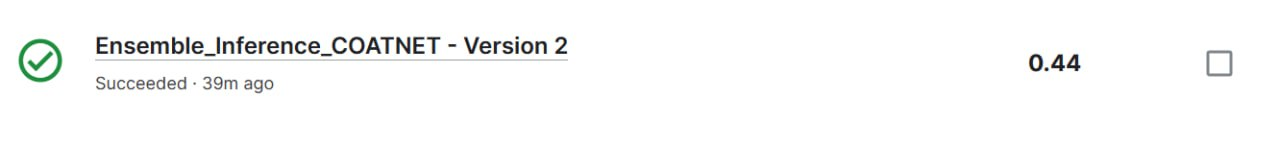 Ensemble_Inference_COATNET - Version 2
Succeeded · 39m ago
0.44